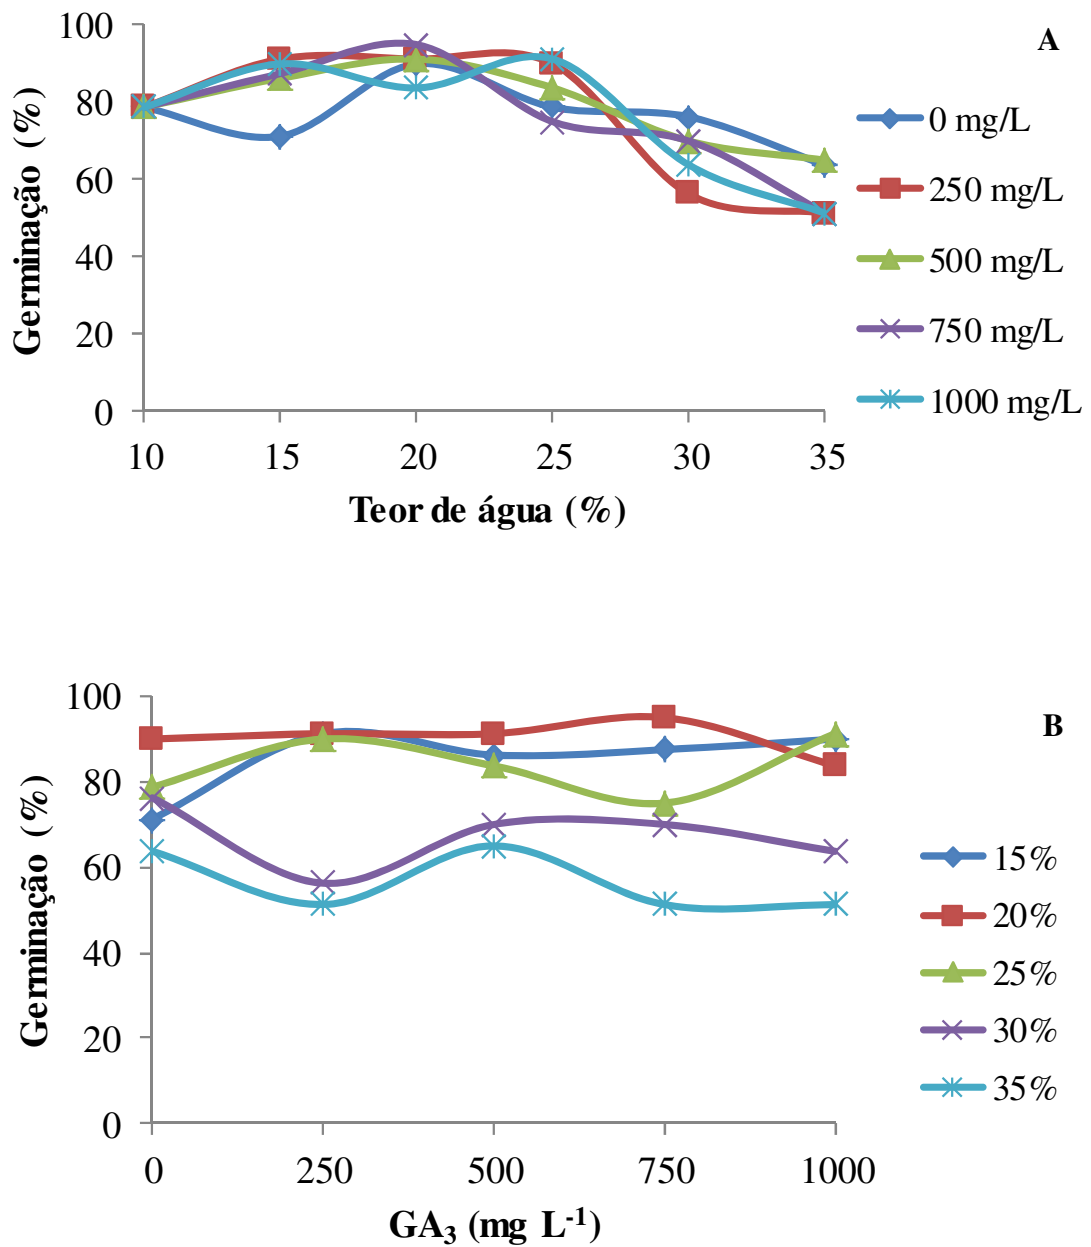 A
Germinação (%)
100
80
60
40
20
0
10 15 20 25 30 35
Teor de água (%)
0 mg/L
250 mg/L
500 mg/L
750 mg/L
1000 mg/L
B
Germinação (%)
100
80
60
40
20
0
0 250 500 750 1000
GA₃ (mg L⁻¹)
15%
20%
25%
30%
35%